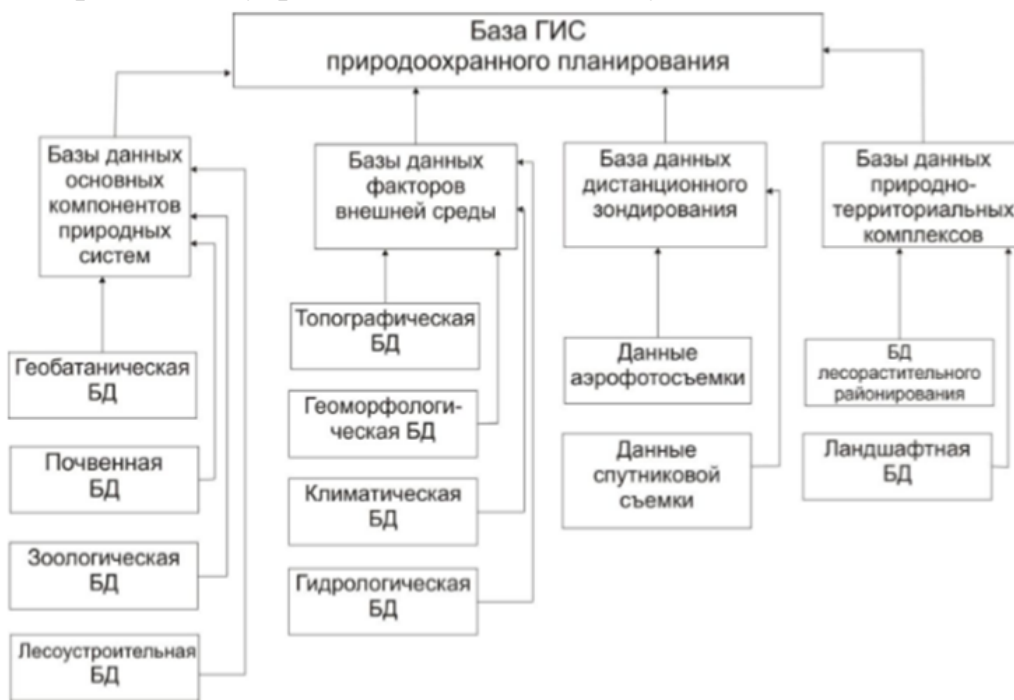 База ГИС
природоохранного планирования
Базы данных
основных
компонентов
природных
систем
Базы данных
факторов
внешней среды
База данных
дистанционного
зондирования
Базы данных
природно-
территориальных
комплексов
Геобатаническая
БД
Почвенная
БД
Зоологическая
БД
Лесоустроительная
БД
Топографическая
БД
Геоморфологи-
ческая БД
Климатическая
БД
Гидрологическая
БД
Данные
аэрофотосъемки
Данные
спутниковой
съемки
БД
лесорастительного
районирования
Ландшафтная
БД